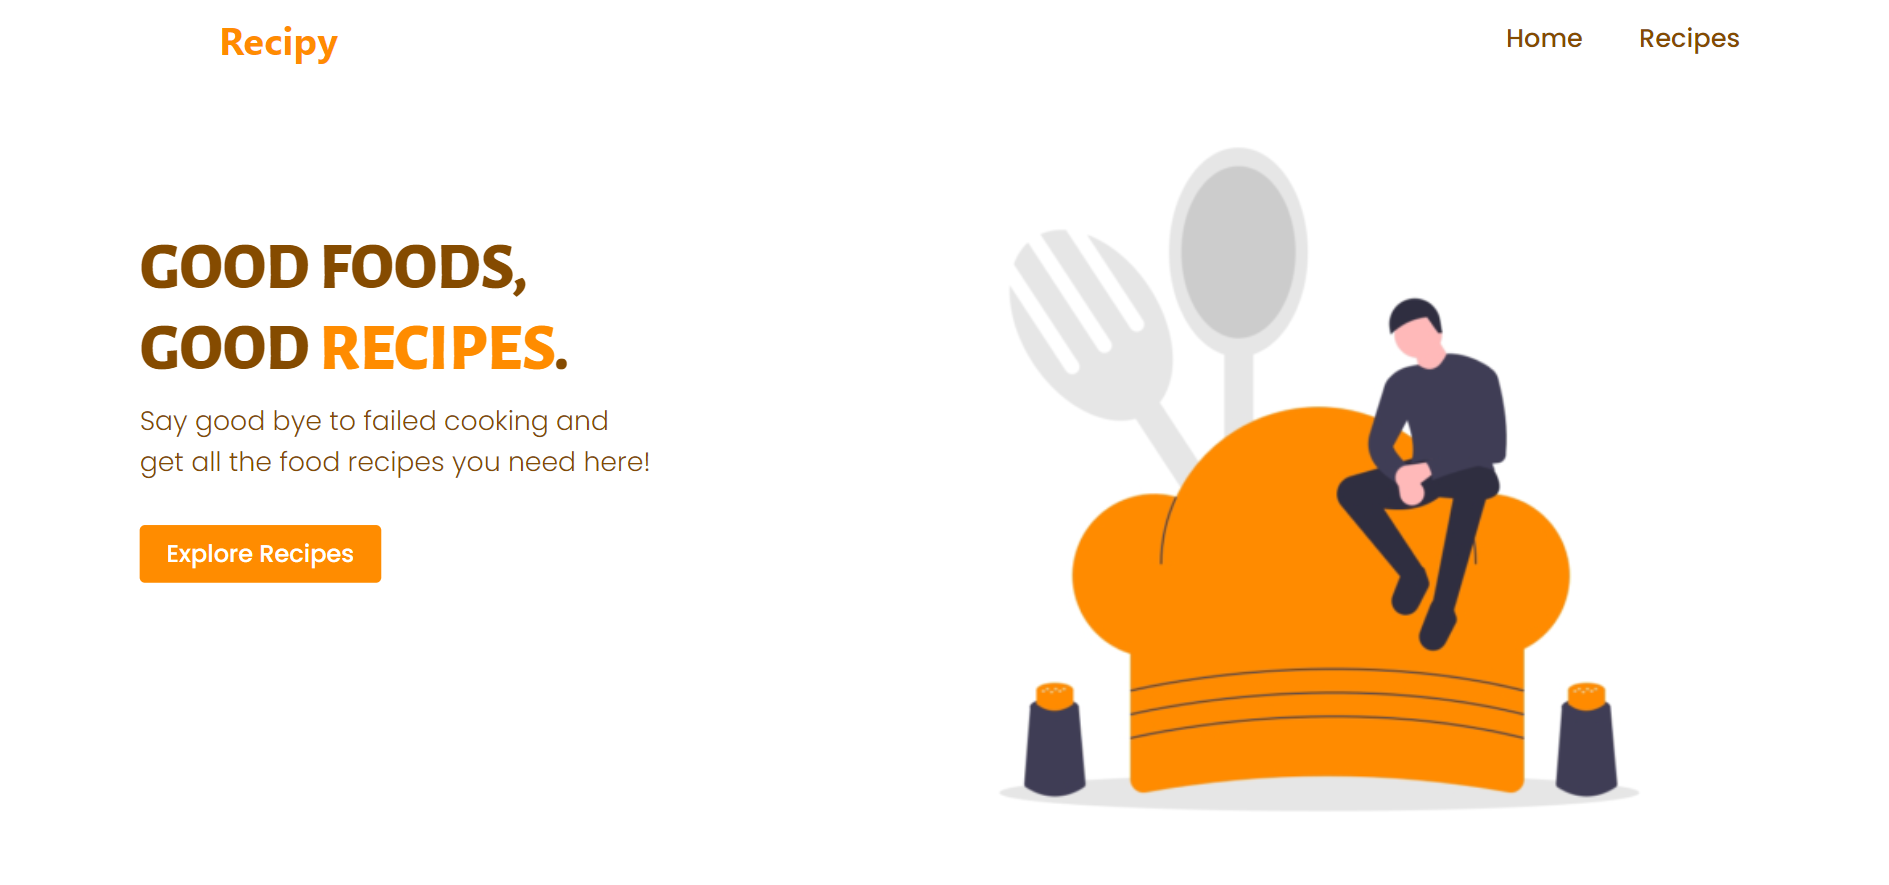 Recipy
Home
Recipes
GOOD FOODS,
GOOD RECIPES.
Say good bye to failed cooking and
get all the food recipes you need here!
Explore Recipes